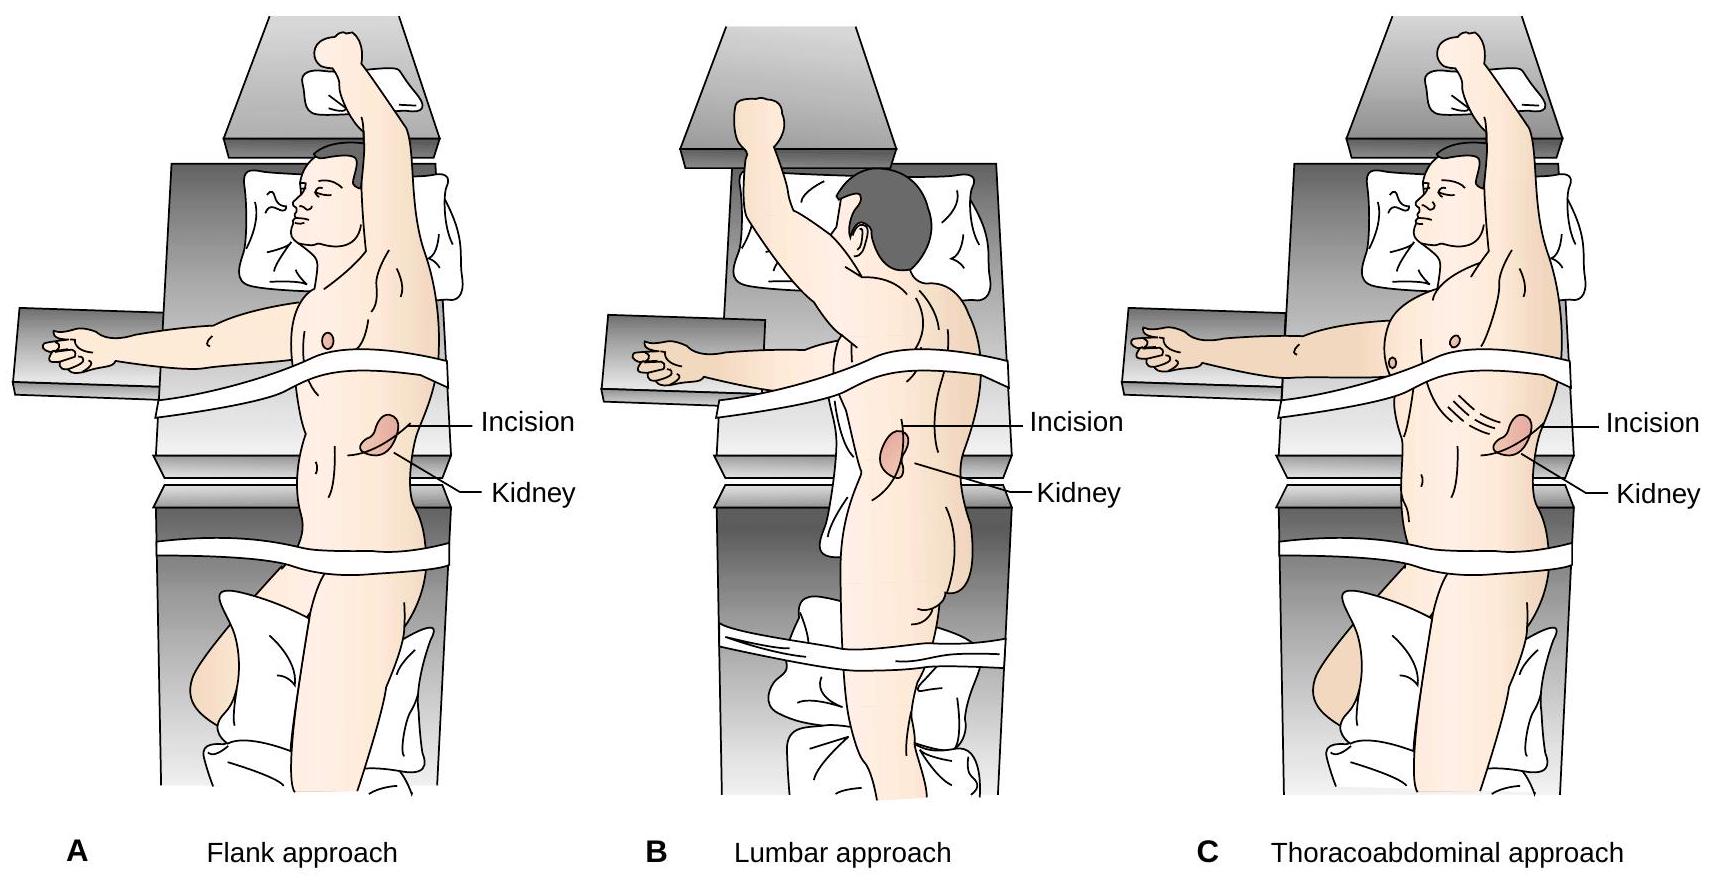 Incision
Kidney
Incision
Kidney
Incision
Kidney
A Flank approach
B Lumbar approach
C Thoracoabdominal approach